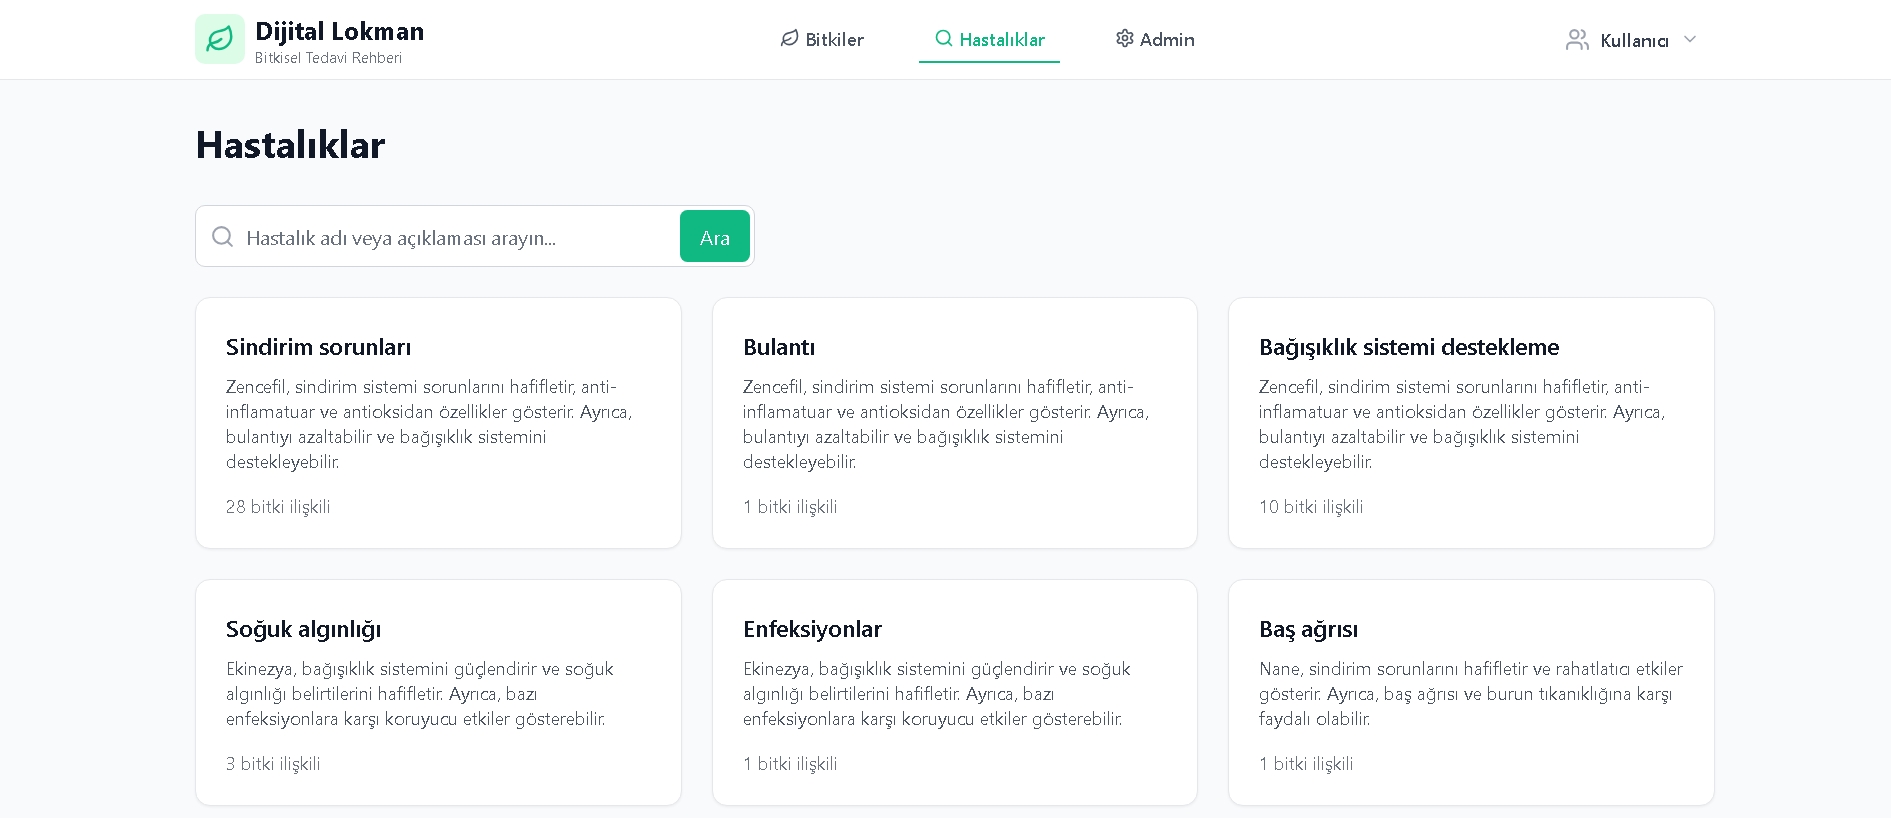 Dijital Lokman
Bitkisel Tedavi Rehberi
Bitkiler
Hastalıklar
Admin
Kullanıcı
Hastalıklar
Hastalık adı veya açıklaması arayın...
Ara
Sindirim sorunları
Zencefil, sindirim sistemi sorunlarını hafifletir, anti-
inflamatuar ve antioksidan özellikler gösterir. Ayrıca,
bulantıyı azaltabilir ve bağışıklık sistemini
destekleyebilir.
28 bitki ilişkili
Bulantı
Zencefil, sindirim sistemi sorunlarını hafifletir, anti-
inflamatuar ve antioksidan özellikler gösterir. Ayrıca,
bulantıyı azaltabilir ve bağışıklık sistemini
destekleyebilir.
1 bitki ilişkili
Bağışıklık sistemi destekleme
Zencefil, sindirim sistemi sorunlarını hafifletir, anti-
inflamatuar ve antioksidan özellikler gösterir. Ayrıca,
bulantıyı azaltabilir ve bağışıklık sistemini
destekleyebilir.
10 bitki ilişkili
Soğuk algınlığı
Ekinezya, bağışıklık sistemini güçlendirir ve soğuk
algınlığı belirtilerini hafifletir. Ayrıca, bazı
enfeksiyonlara karşı koruyucu etkiler gösterebilir.
3 bitki ilişkili
Enfeksiyonlar
Ekinezya, bağışıklık sistemini güçlendirir ve soğuk
algınlığı belirtilerini hafifletir. Ayrıca, bazı
enfeksiyonlara karşı koruyucu etkiler gösterebilir.
1 bitki ilişkili
Baş ağrısı
Nane, sindirim sorunlarını hafifletir ve rahatlatıcı etkiler
gösterir. Ayrıca, baş ağrısı ve burun tıkanıklığına karşı
faydalı olabilir.
1 bitki ilişkili